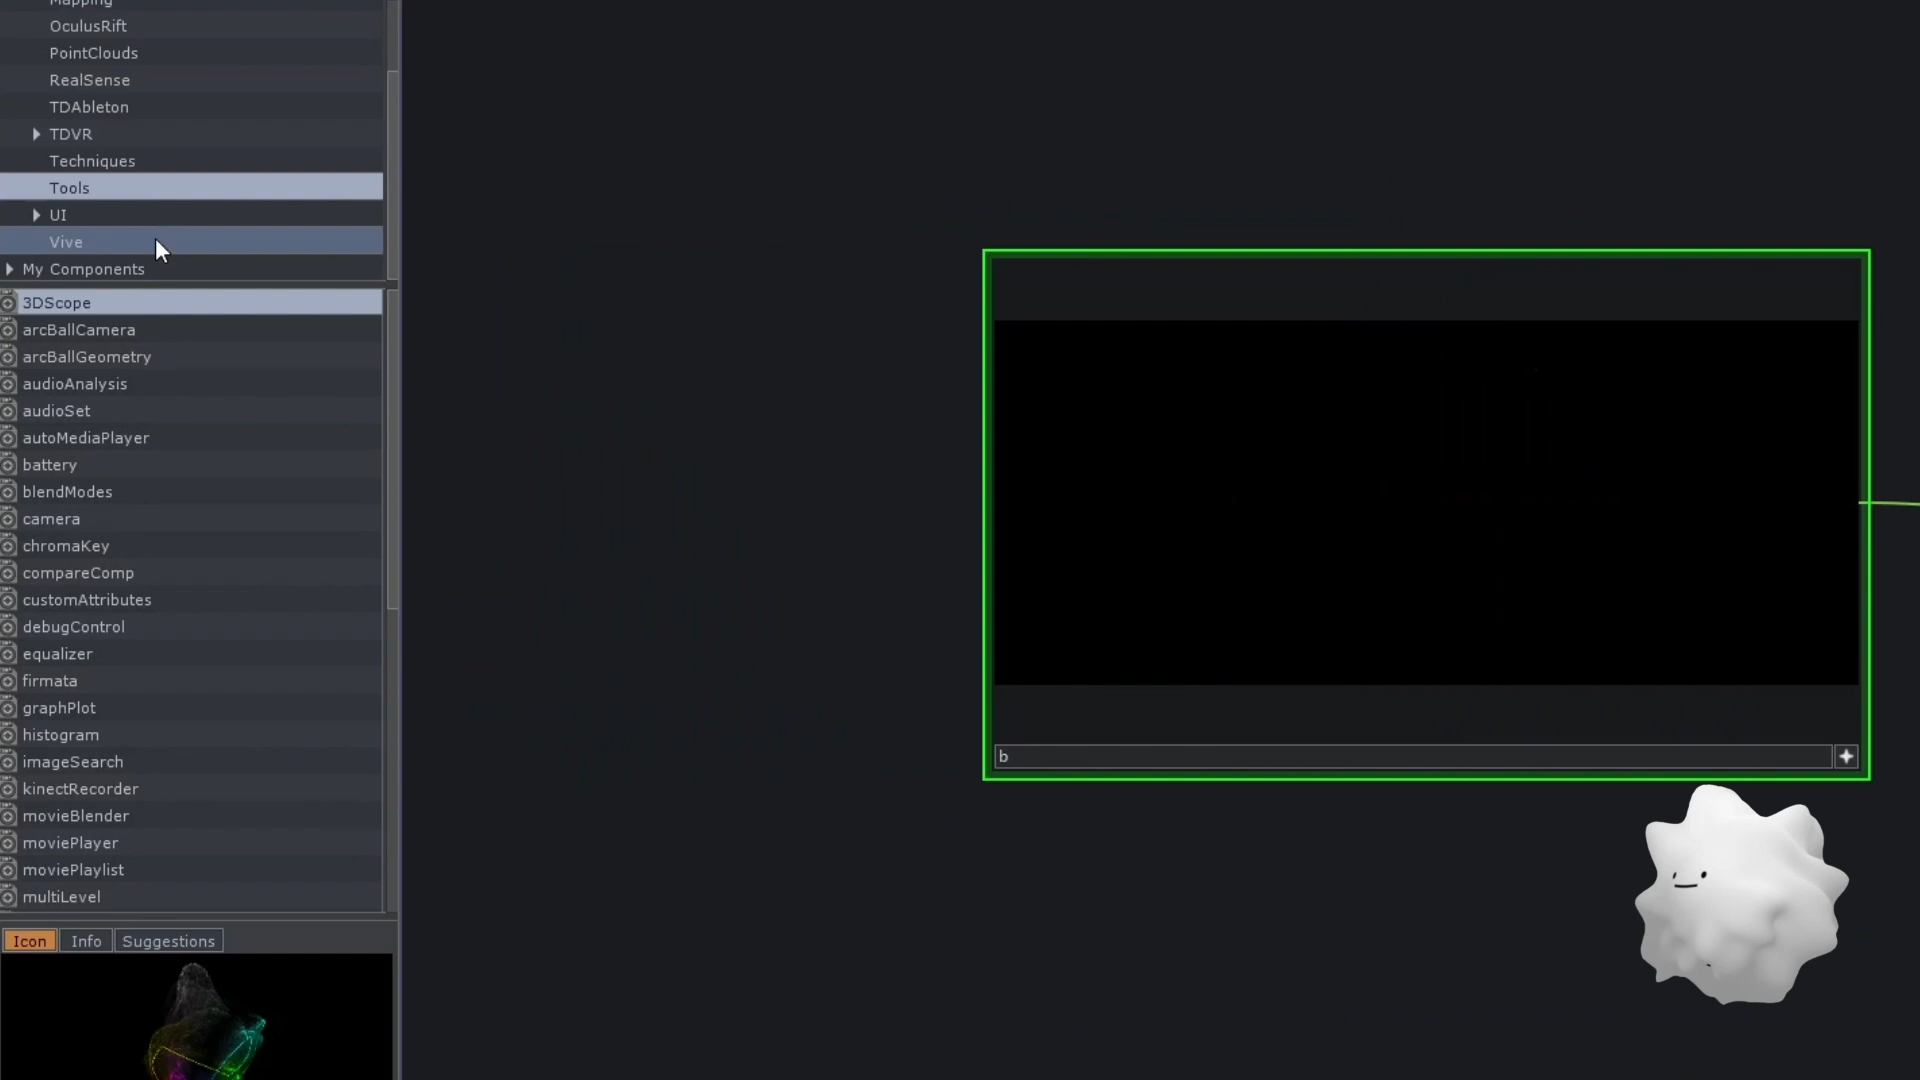 Mapping
OculusRift
PointClouds
RealSense
TDAbleton
TDVR
Techniques
Tools
UI
Vive
My Components
3DScope
arcBallCamera
arcBallGeometry
audioAnalysis
audioSet
autoMediaPlayer
battery
blendModes
camera
chromaKey
compareComp
customAttributes
debugControl
equalizer
firmata
graphPlot
histogram
imageSearch
kinectRecorder
movieBlender
moviePlayer
moviePlaylist
multiLevel
Icon Info Suggestions
b